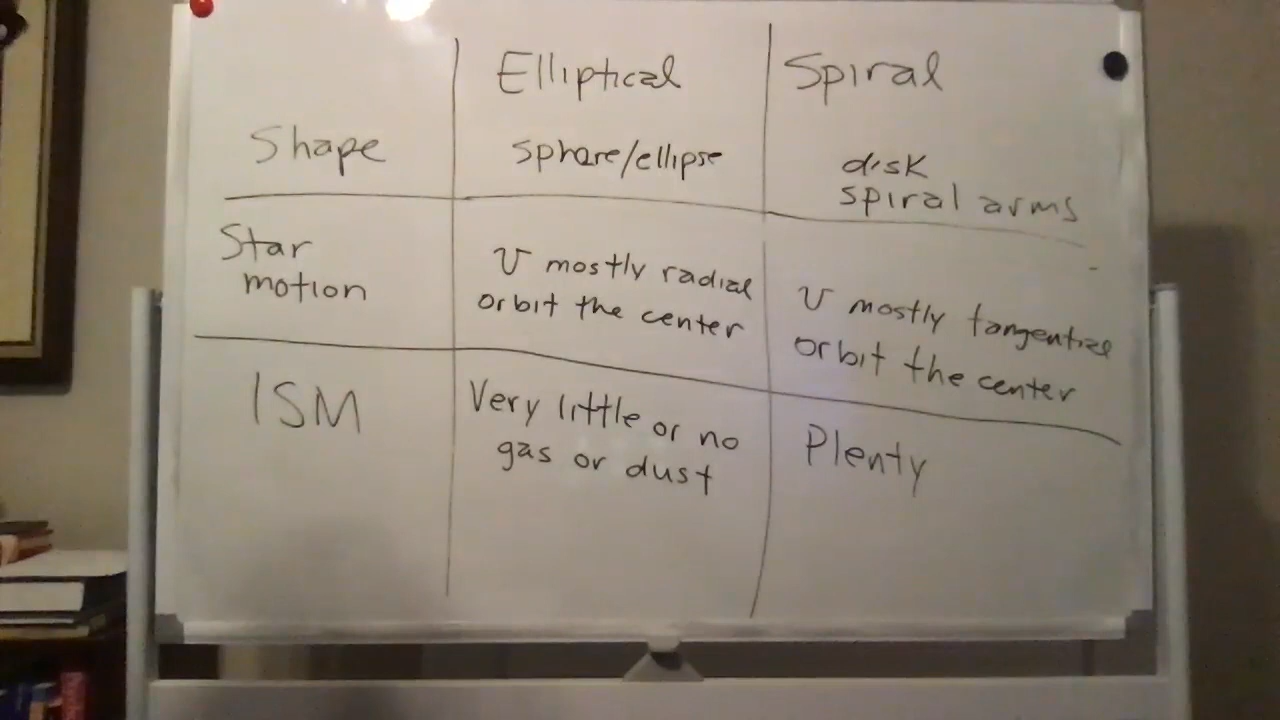 Elliptical
Spiral
Shape
sphare/ellipse
disk
spiral arms
Star
motion
v mostly radial
orbit the center
v mostly tangential
orbit the center
ISM
Very little or no
gas or dust
Plenty